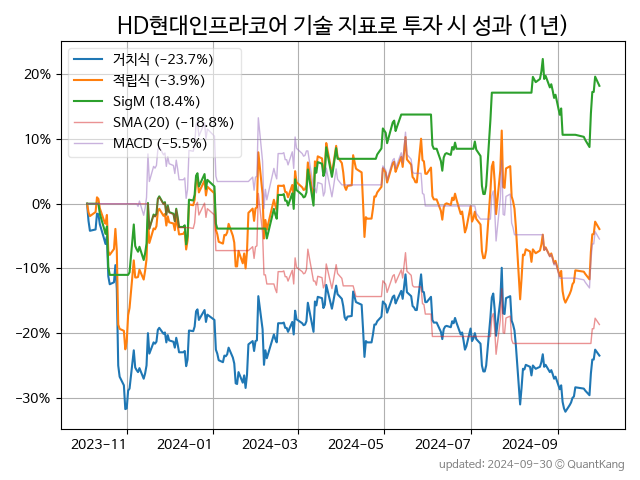 HD현대인프라코어 기술 지표로 투자 시 성과 (1년)
거치식 (−23.7%)
적립식 (−3.9%)
SigM (18.4%)
SMA(20) (−18.8%)
MACD (−5.5%)
20%
10%
0%
−10%
−20%
−30%
2023-11 2024-01 2024-03 2024-05 2024-07 2024-09
updated: 2024-09-30 © QuantKang